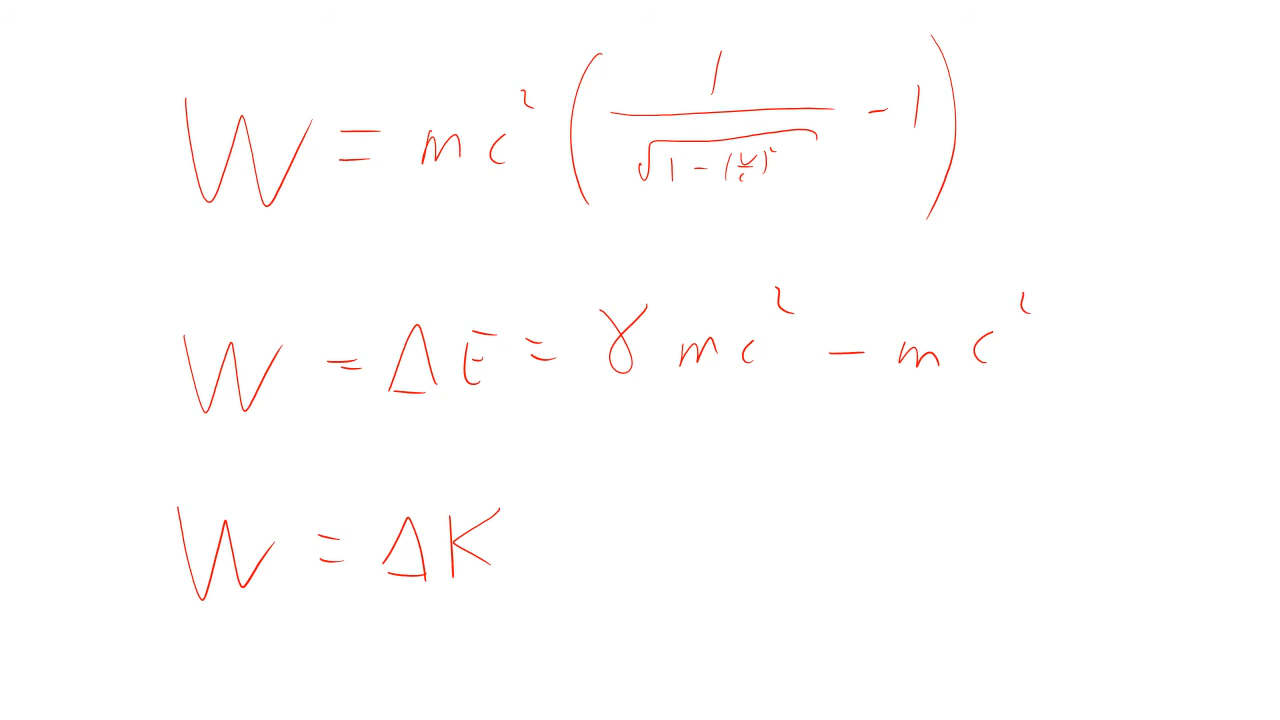 W = mc² (1/√(1 - (v/c)²) - 1)
W = ΔE = γmc² - mc²
W = ΔK